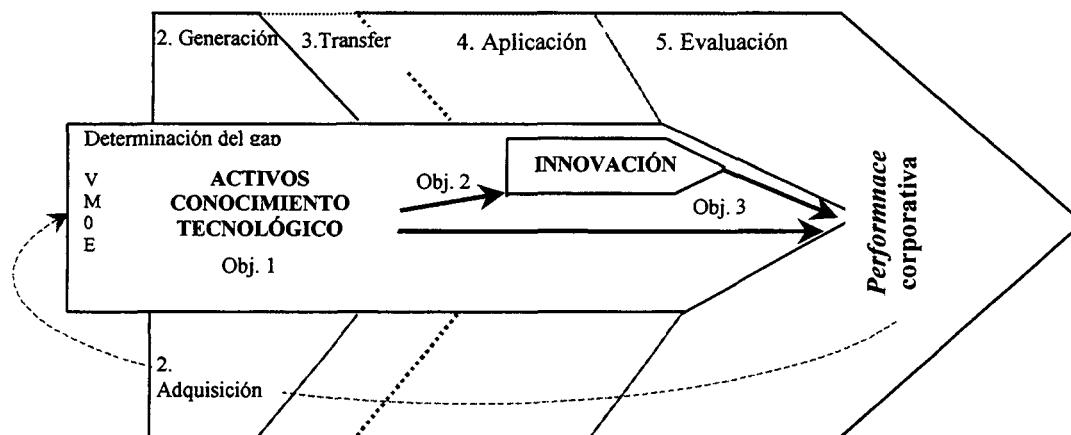 2. Generación
3.Transfer
4. Aplicación
5. Evaluación
Determinación del gap
V
M
0
E
ACTIVOS
CONOCIMIENTO
TECNOLÓGICO
Obj. 1
Obj. 2
INNOVACIÓN
Obj. 3
Performnace
corporativa
2.
Adquisición